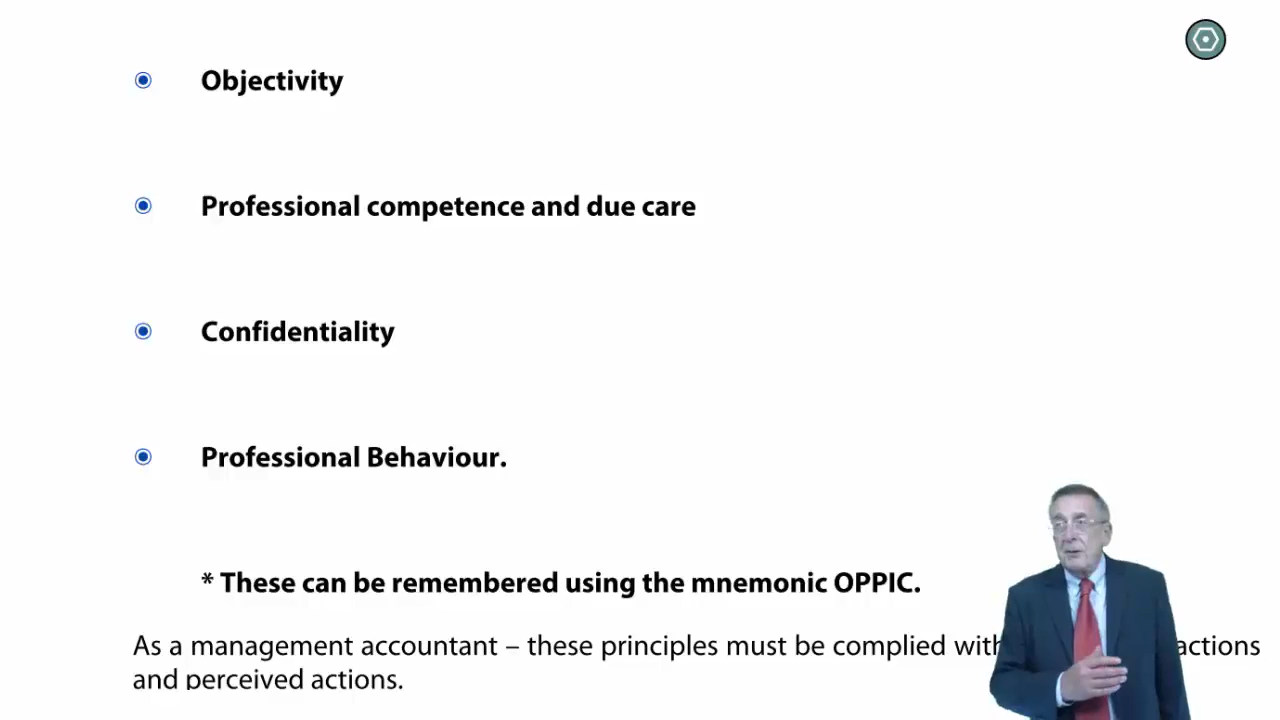 Objectivity
Professional competence and due care
Confidentiality
Professional Behaviour.
* These can be remembered using the mnemonic OPPIC.
As a management accountant – these principles must be complied with actions
and perceived actions.